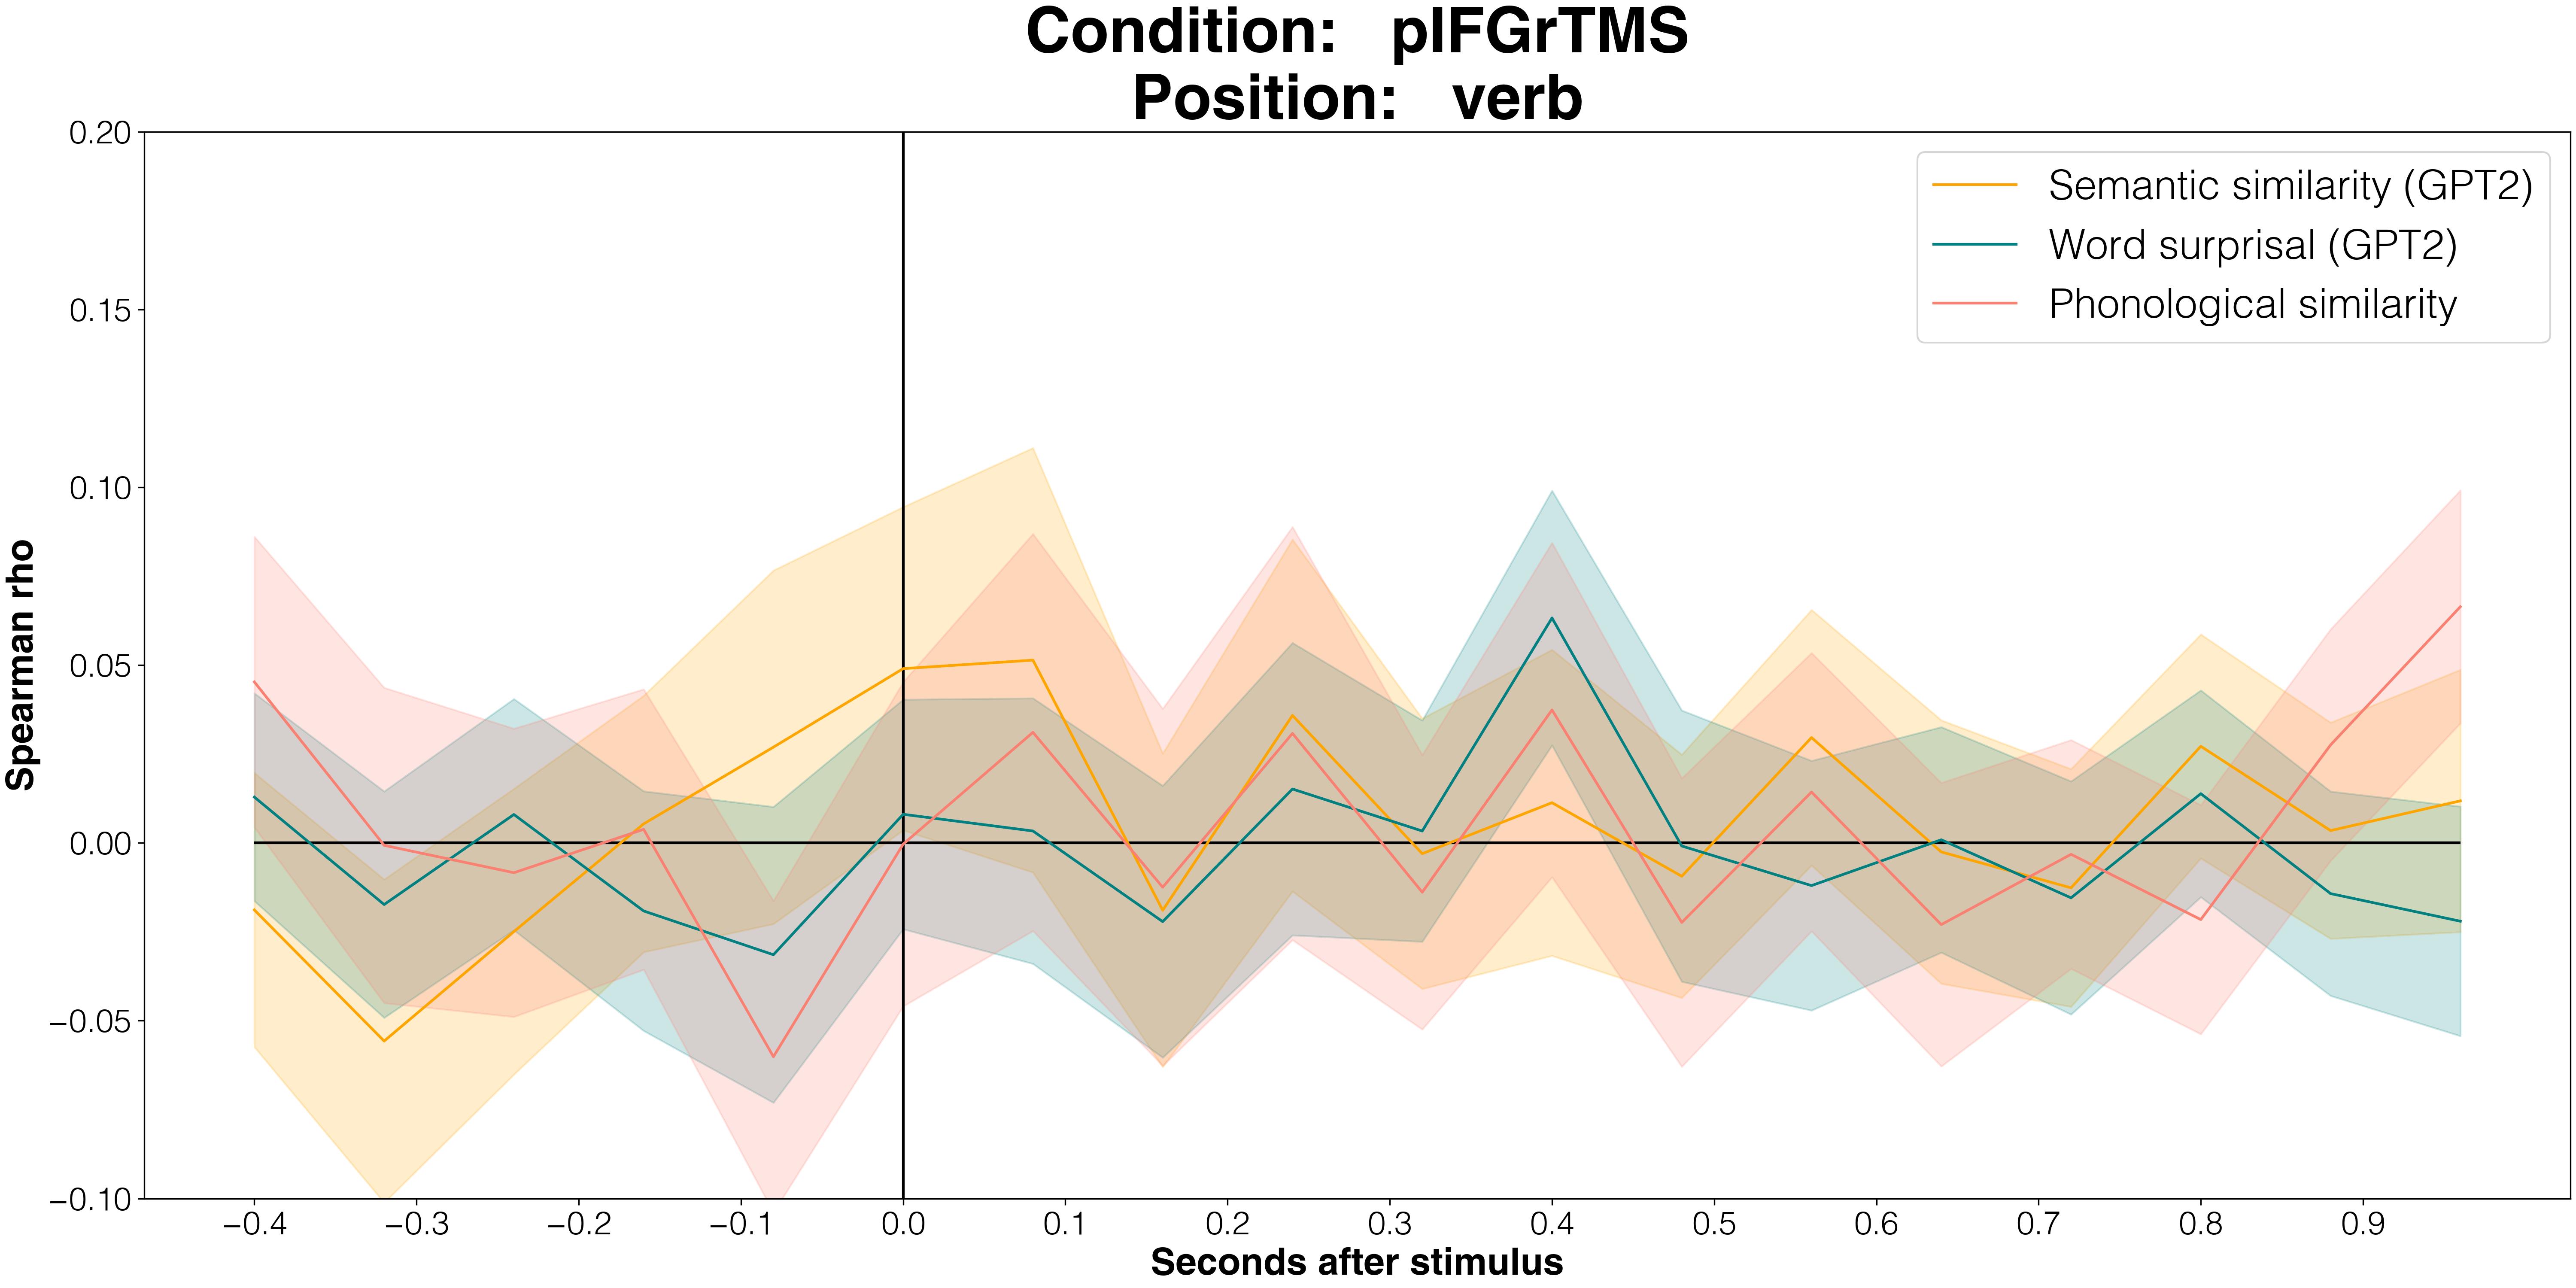 Condition:   pIFGrTMS
Position:   verb
0.20
0.15
0.10
0.05
0.00
−0.05
−0.10
Spearman rho
Semantic similarity (GPT2)
Word surprisal (GPT2)
Phonological similarity
−0.4 −0.3 −0.2 −0.1 0.0 0.1 0.2 0.3 0.4 0.5 0.6 0.7 0.8 0.9
Seconds after stimulus